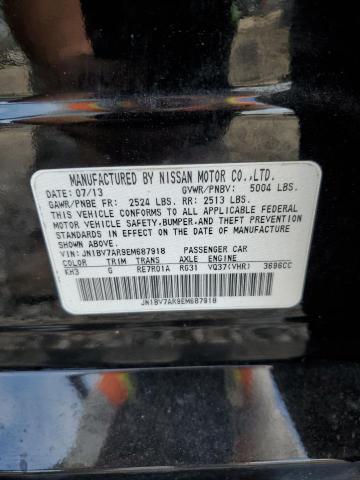 MANUFACTURED BY NISSAN MOTOR CO.,LTD.
DATE: 07/13 GVWR/PNBV: 5004 LBS.
GAWR/PNBE FR: 2524 LBS. RR: 2513 LBS.
THIS VEHICLE CONFORMS TO ALL APPLICABLE FEDERAL
MOTOR VEHICLE SAFETY,BUMPER,AND THEFT PREVENTION
STANDARDS IN EFFECT ON THE DATE OF MANUFACTURE
SHOWN ABOVE.
VIN: JN1BV7AR9EM687918 PASSENGER CAR
COLOR TRIM TRANS AXLE ENGINE
KH3 G RE7R01A RG31 VQ37(VHR) 3696CC
JN1BV7AR9EM687918